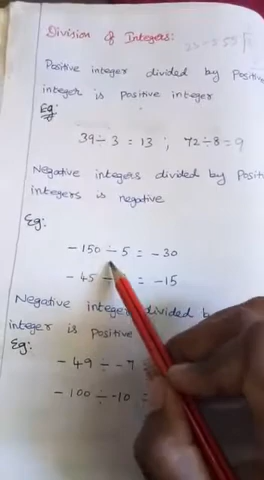 Division of Integers:
Positive integer divided by Positive
integer is Positive integer
Eg:
39÷3 = 13 ; 72÷8=9
Negative integers divided by Posit
integers is negative
Eg:
-150 ÷ 5 = -30
-45 = -15
Negative integer divided by
integer is Positive
Eg:
-49 ÷ -7 =
-100 ÷ -10 =